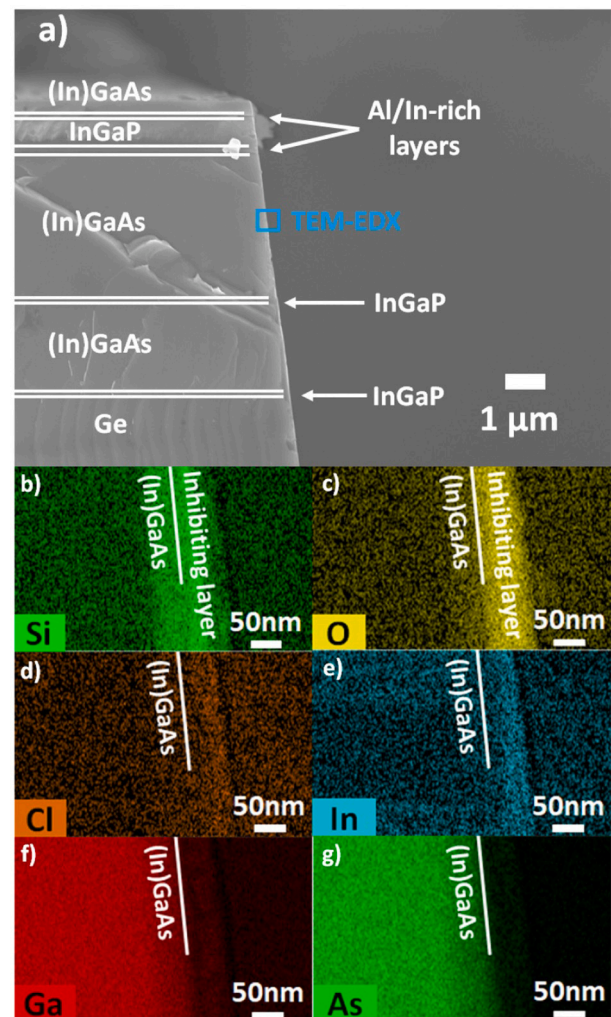 a)
(In)GaAs
InGaP
Al/In-rich
layers
(In)GaAs
TEM-EDX
InGaP
(In)GaAs
InGaP
Ge
1 µm
b)
(In)GaAs
Inhibiting layer
Si
50nm
c)
(In)GaAs
Inhibiting layer
O
50nm
d)
(In)GaAs
Cl
50nm
e)
(In)GaAs
In
50nm
f)
(In)GaAs
Ga
50nm
g)
(In)GaAs
As
50nm